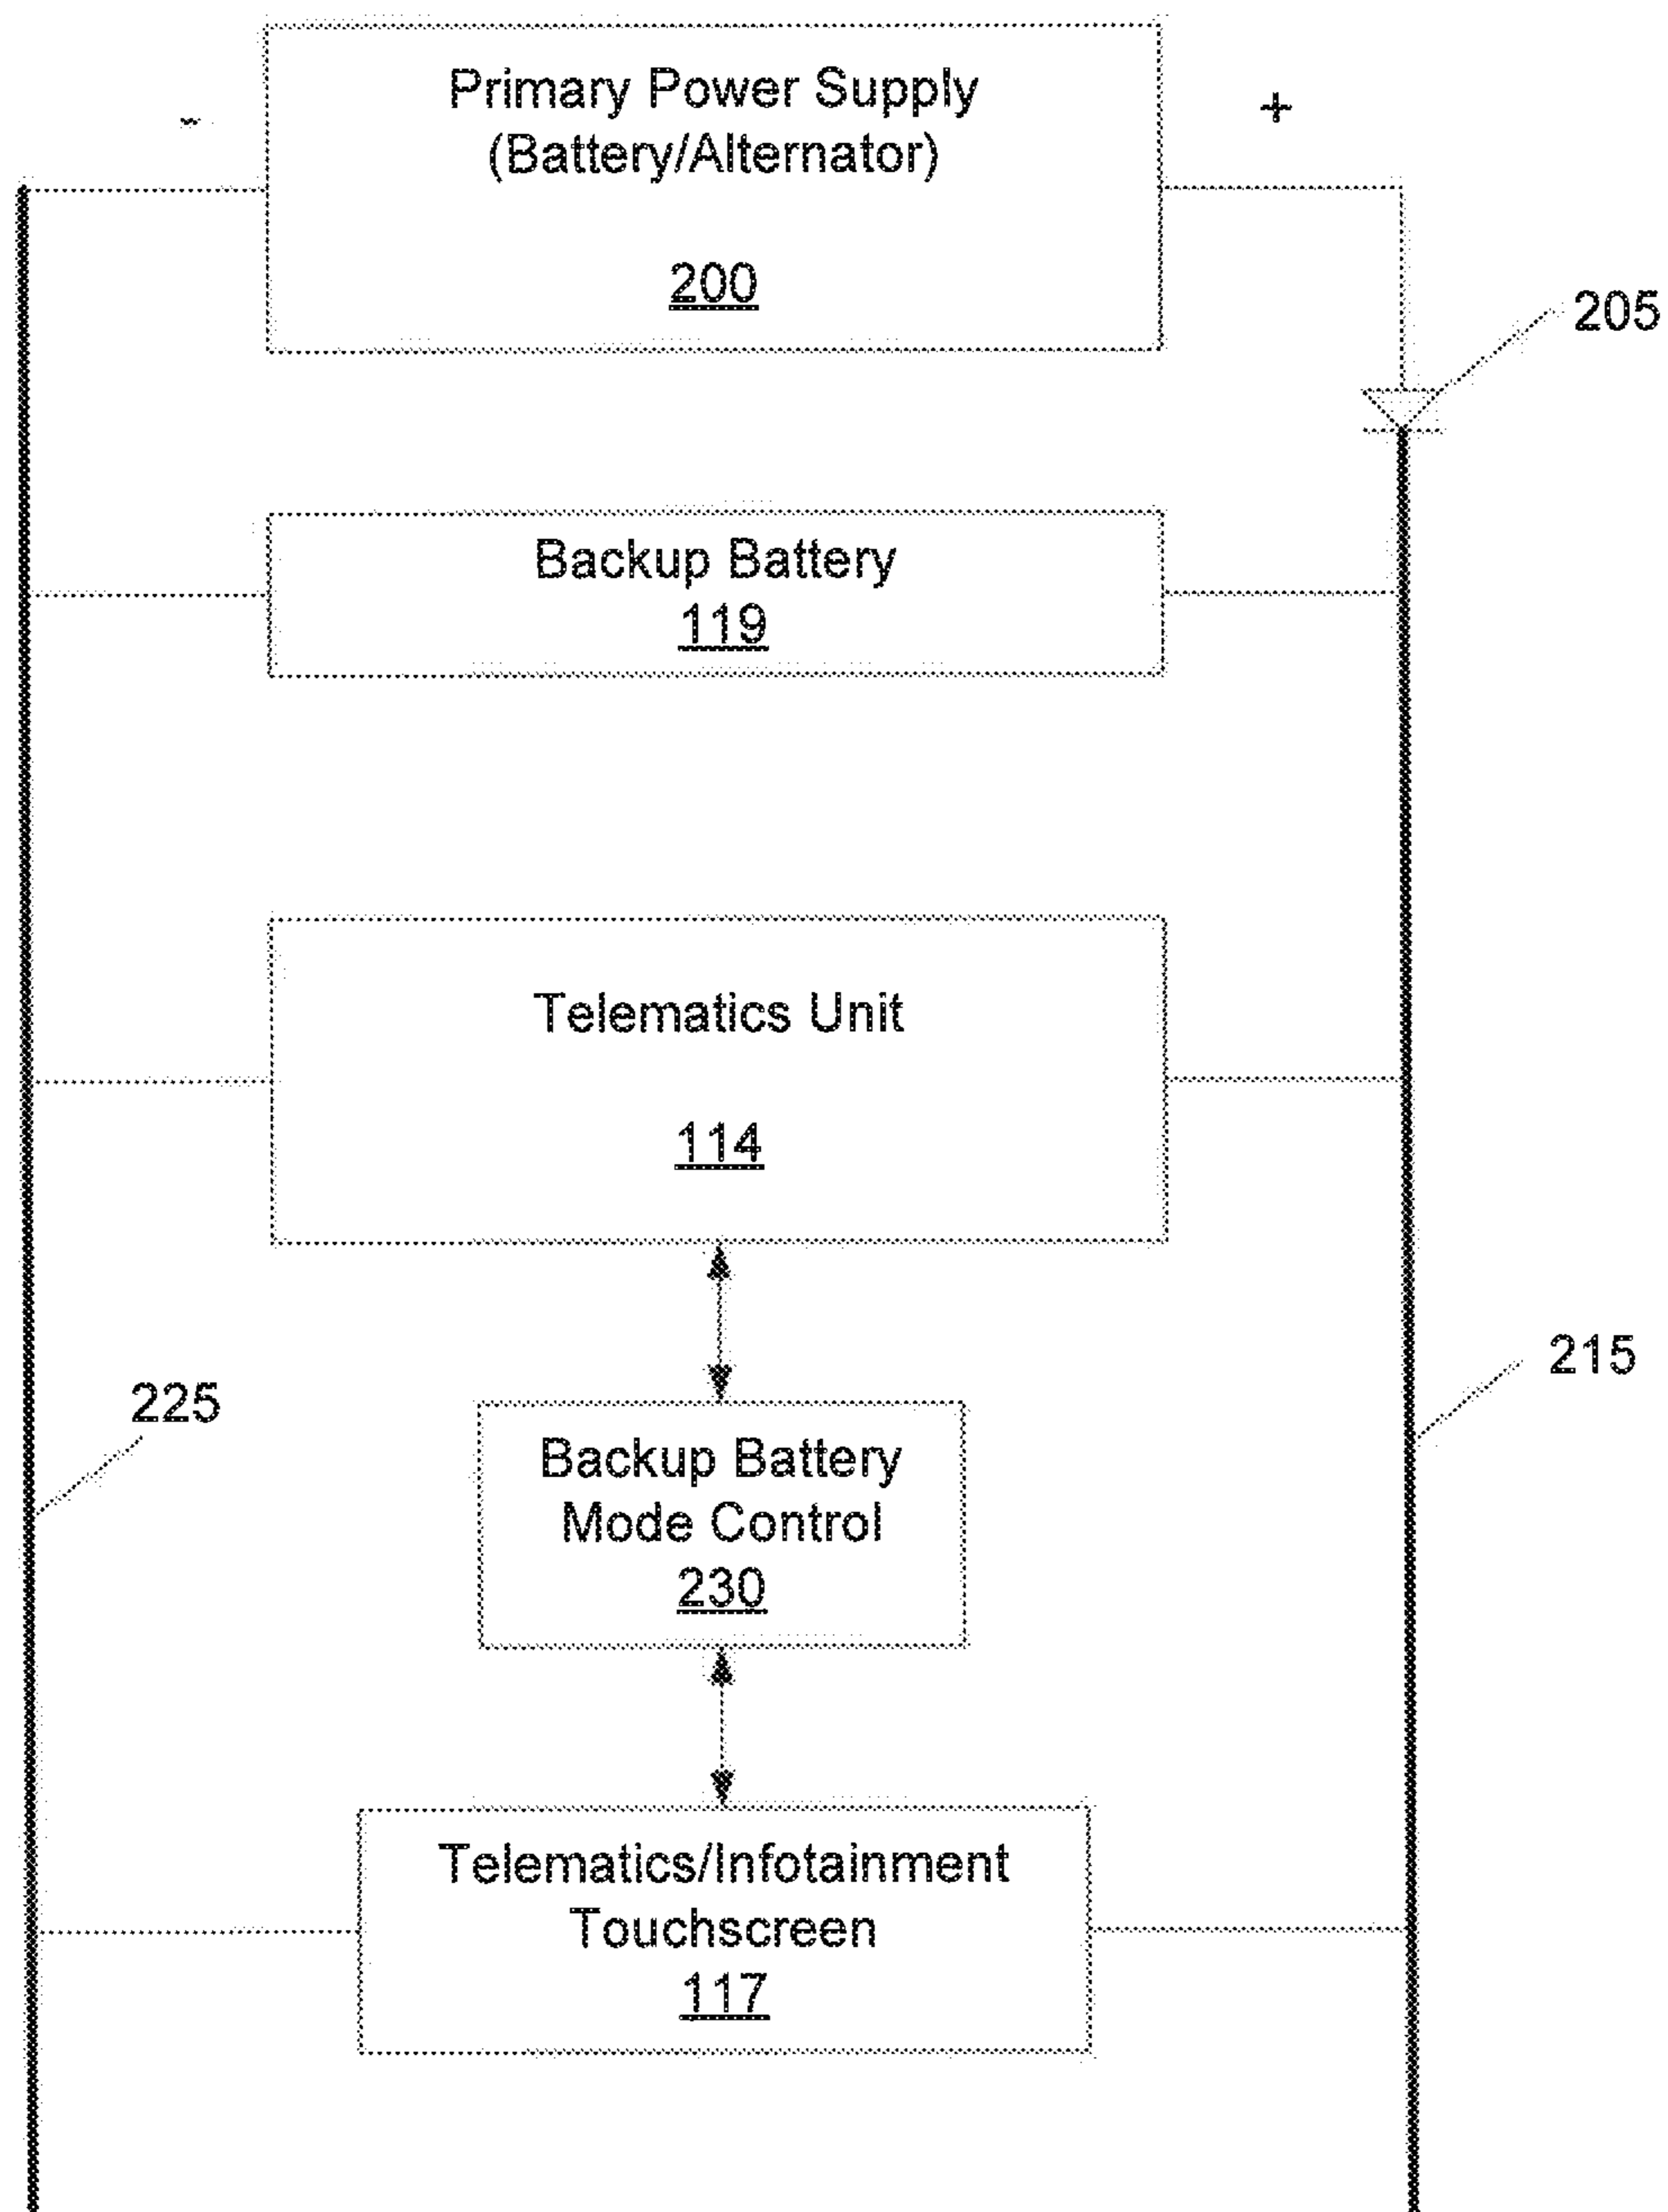 Primary Power Supply
(Battery/Alternator)
- +
200
205
Backup Battery
119
Telematics Unit
114
215
225
Backup Battery
Mode Control
230
Telematics/Infotainment
Touchscreen
117